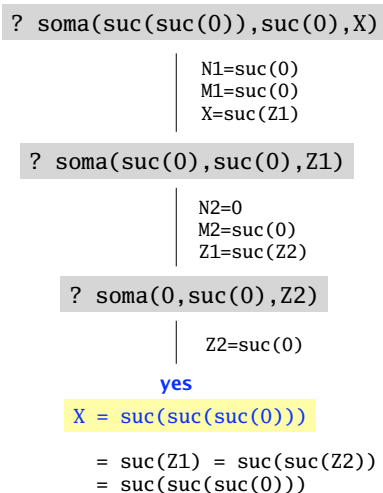 ? soma(suc(suc(0)),suc(0),X)
N1=suc(0)
M1=suc(0)
X=suc(Z1)
? soma(suc(0),suc(0),Z1)
N2=0
M2=suc(0)
Z1=suc(Z2)
? soma(0,suc(0),Z2)
Z2=suc(0)
yes
X = suc(suc(suc(0)))
= suc(Z1) = suc(suc(Z2))
= suc(suc(suc(0)))